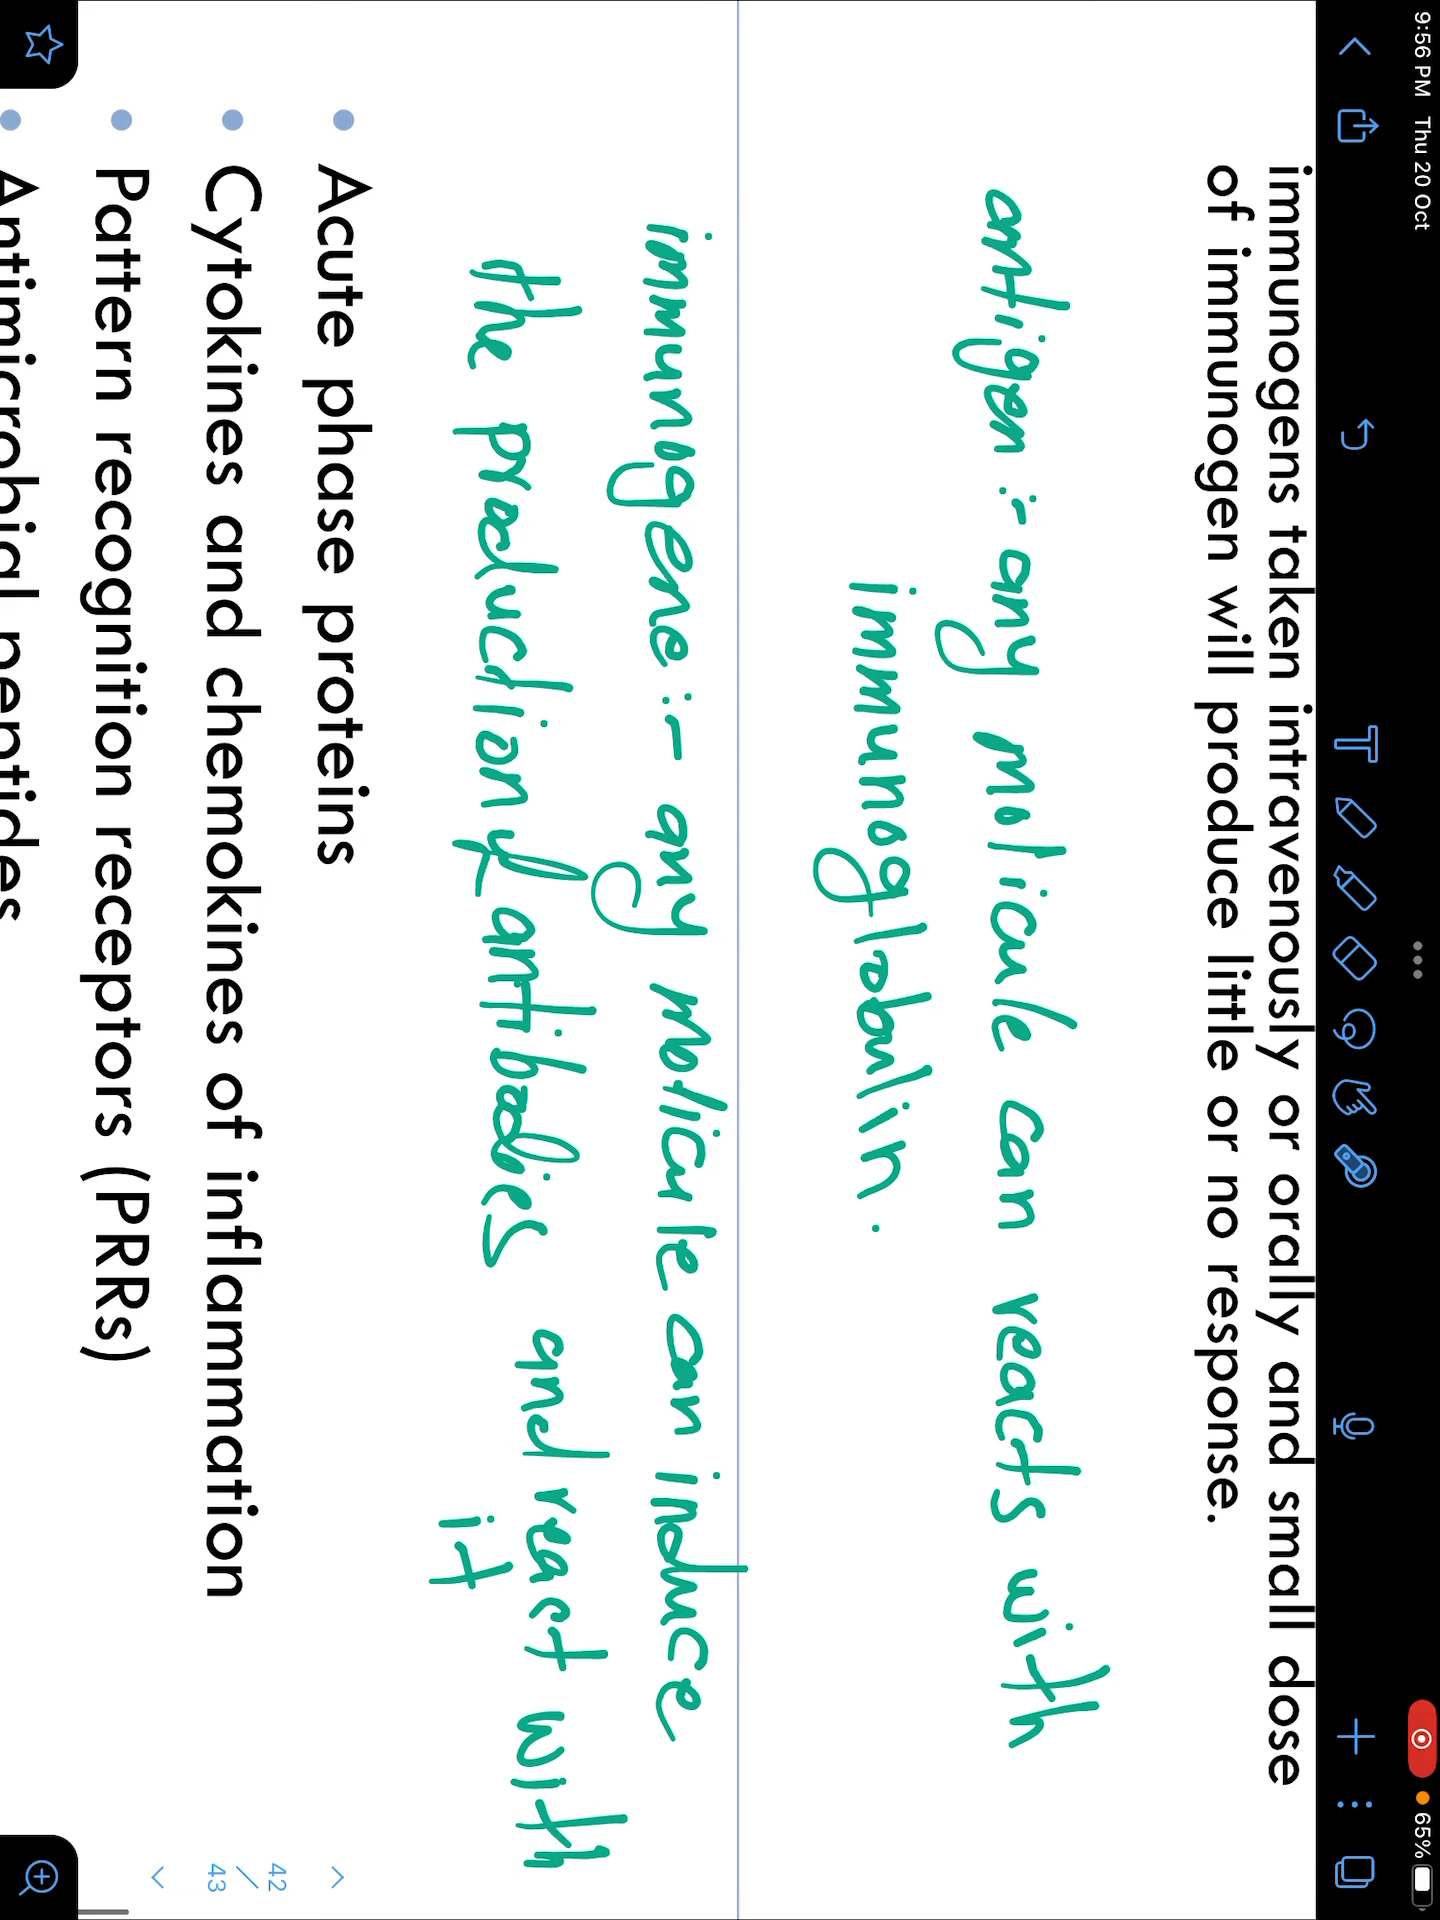 9:56 PM Thu 20 Oct
65%
immunogens taken intravenously or orally and small dose
of immunogen will produce little or no response.
antigen :- any molicule can reacts with
immunoglobulin.
immunogene :- any molicule can induce
the production of antibodies and react with
it
Acute phase proteins
Cytokines and chemokines of inflammation
Pattern recognition receptors (PRRs)
Antimicrobial peptides
42 / 43